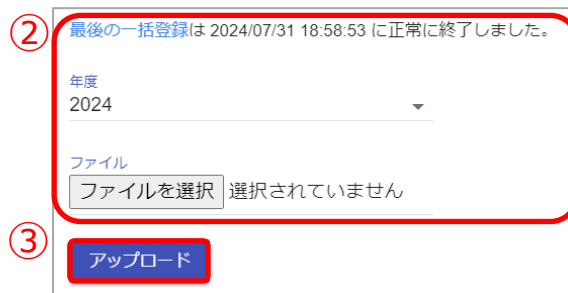 ②
最後の一括登録は 2024/07/31 18:58:53 に正常に終了しました。
年度
2024
ファイル
ファイルを選択 選択されていません
③
アップロード